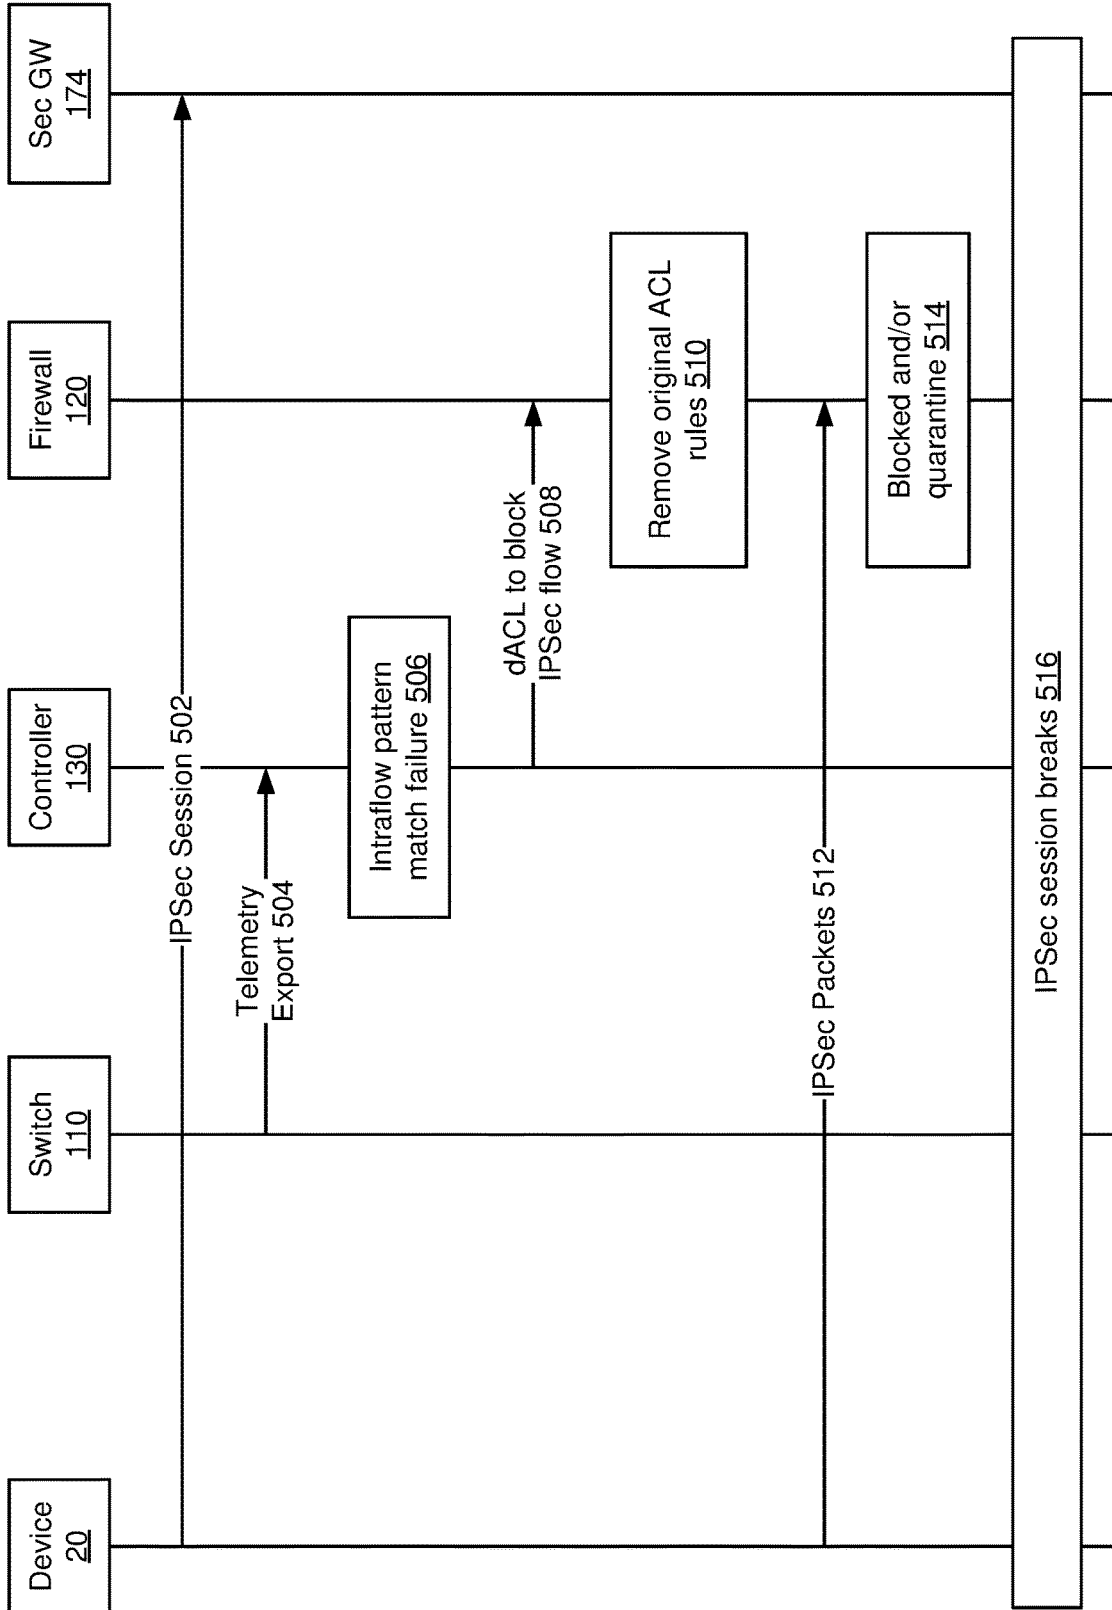 Device
20
Switch
110
Controller
130
Firewall
120
Sec GW
174
IPSec Session 502
Telemetry
Export 504
Intraflow pattern
match failure 506
dACL to block
IPSec flow 508
Remove original ACL
rules 510
IPSec Packets 512
Blocked and/or
quarantine 514
IPSec session breaks 516